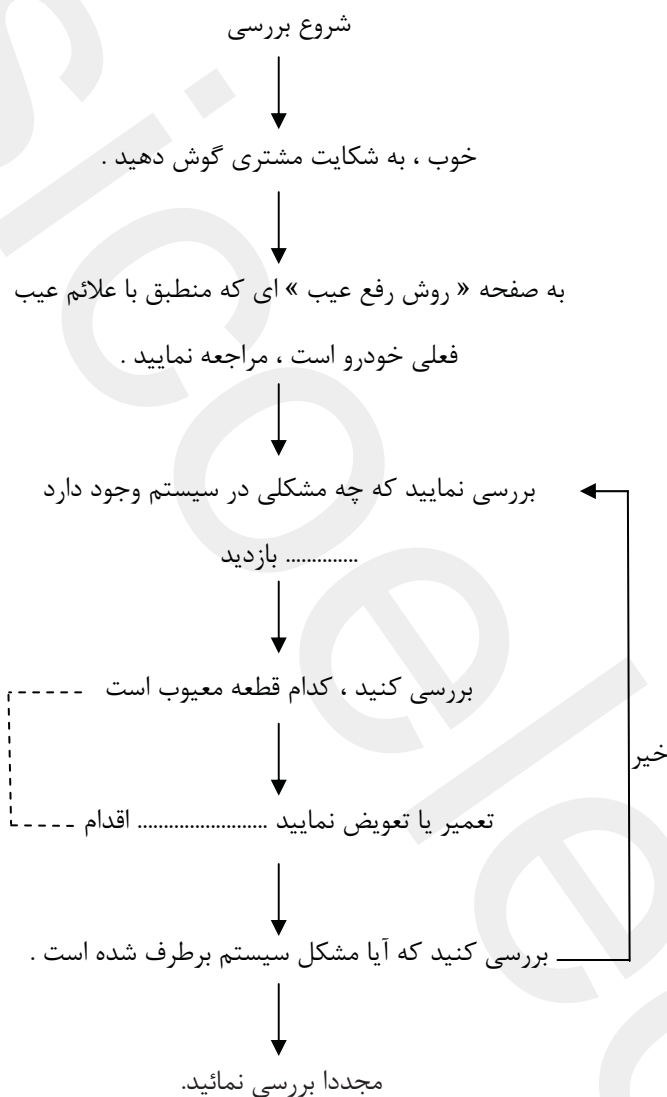 شروع بررسی
خوب ، به شکایت مشتری گوش دهید .
به صفحه « روش رفع عیب » ای که منطبق با علائم عیب
فعلی خودرو است ، مراجعه نمایید .
بررسی نمایید که چه مشکلی در سیستم وجود دارد
.............. بازدید
بررسی کنید ، کدام قطعه معیوب است
خیر
تعمیر یا تعویض نمایید ......................... اقدام
بررسی کنید که آیا مشکل سیستم برطرف شده است .
مجددا بررسی نمائید.